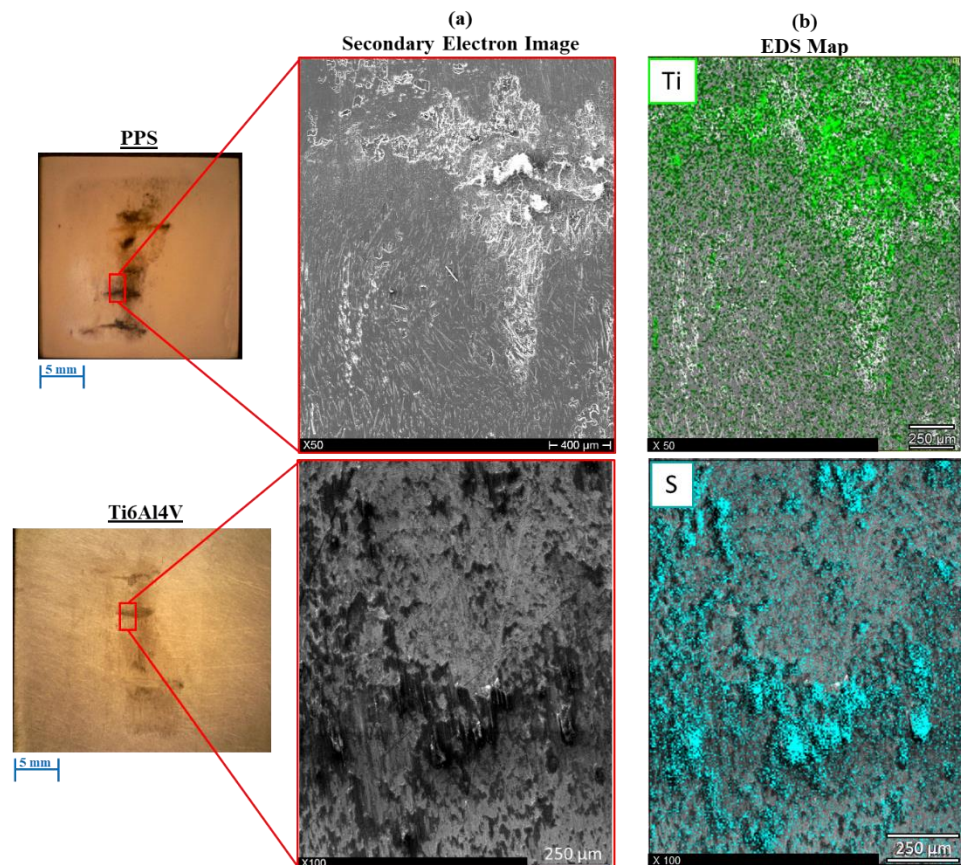 (a)
Secondary Electron Image
(b)
EDS Map
PPS
5 mm
X50
400 µm
Ti
X 50
250 µm
Ti6Al4V
5 mm
X100
250 µm
S
X 100
250 µm